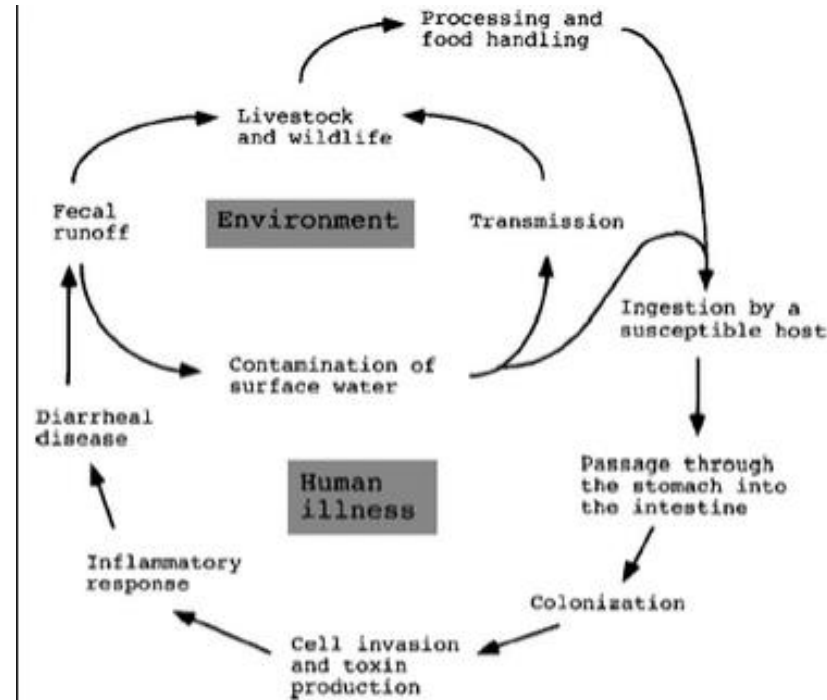 Processing and
food handling
Livestock
and wildlife
Fecal
runoff
Environment
Transmission
Ingestion by a
susceptible host
Contamination of
surface water
Diarrheal
disease
Passage through
the stomach into
the intestine
Human
illness
Inflammatory
response
Colonization
Cell invasion
and toxin
production